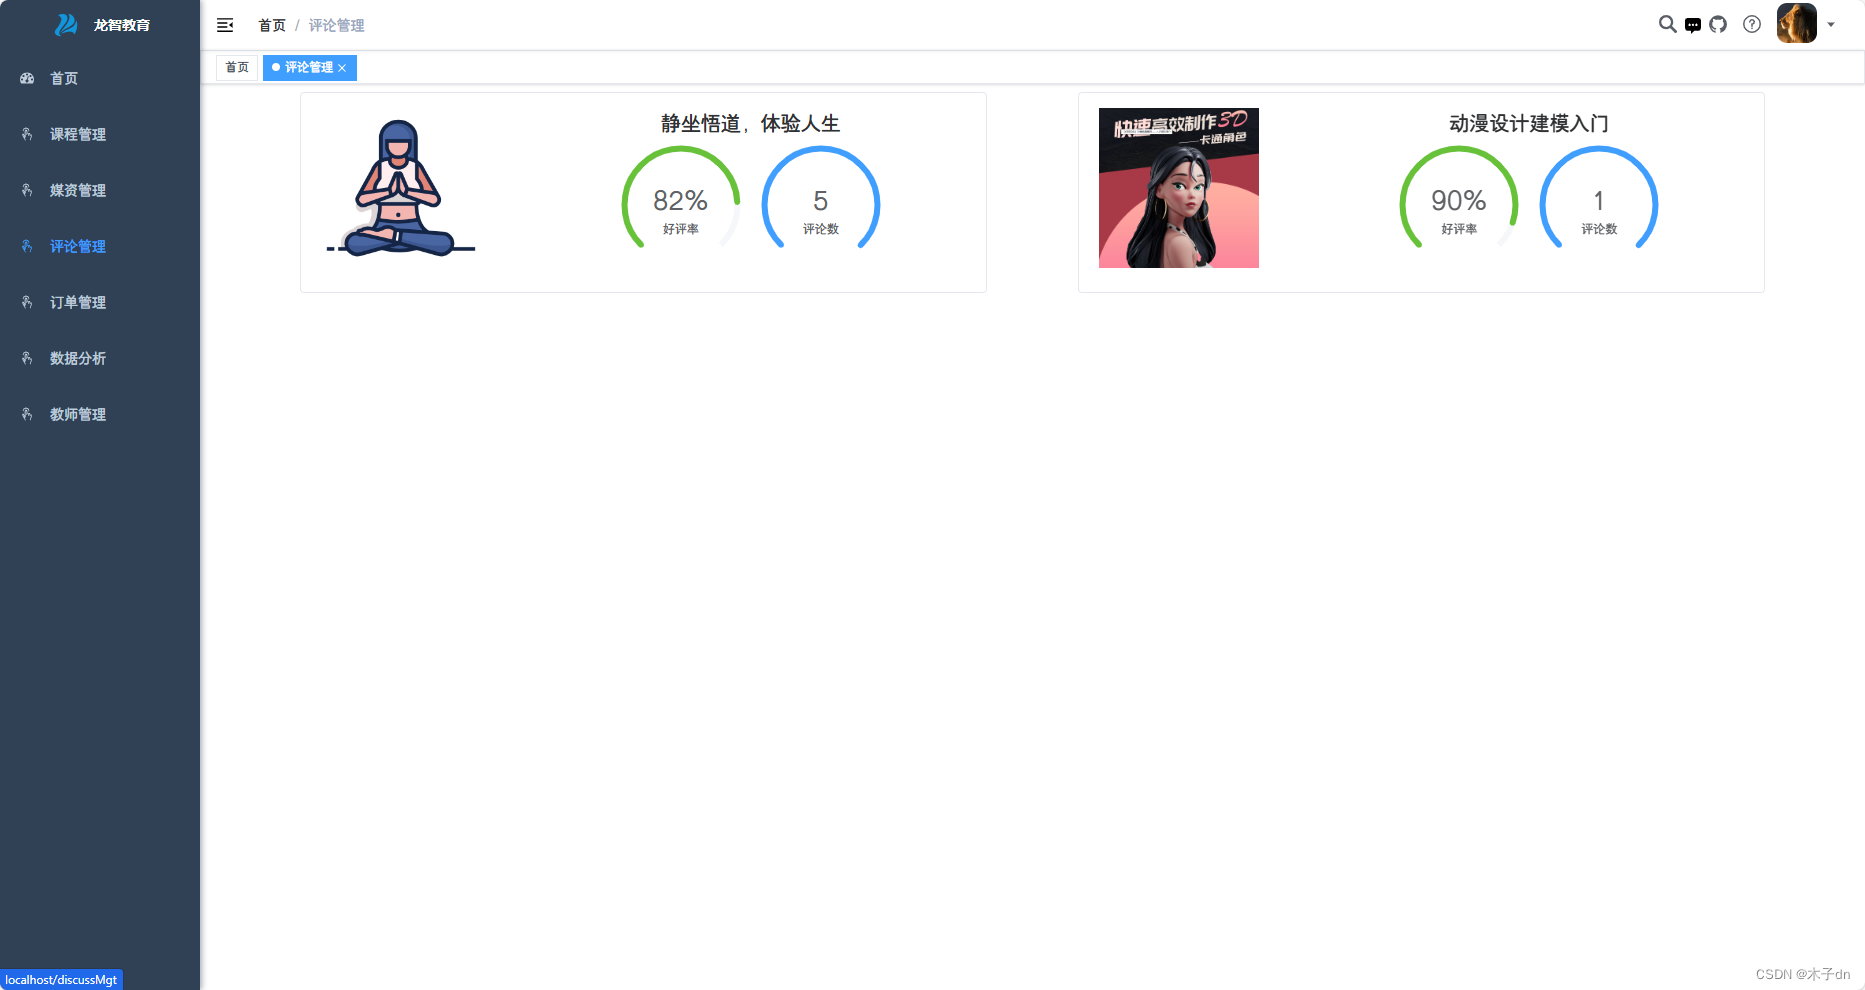 龙智教育
首页 / 评论管理
首页
课程管理
媒资管理
评论管理
订单管理
数据分析
教师管理
首页
评论管理
静坐悟道，体验人生
82%
好评率
5
评论数
快速高效制作3D
——卡通角色
动漫设计建模入门
90%
好评率
1
评论数
localhost/discussMgt
CSDN @木子dn